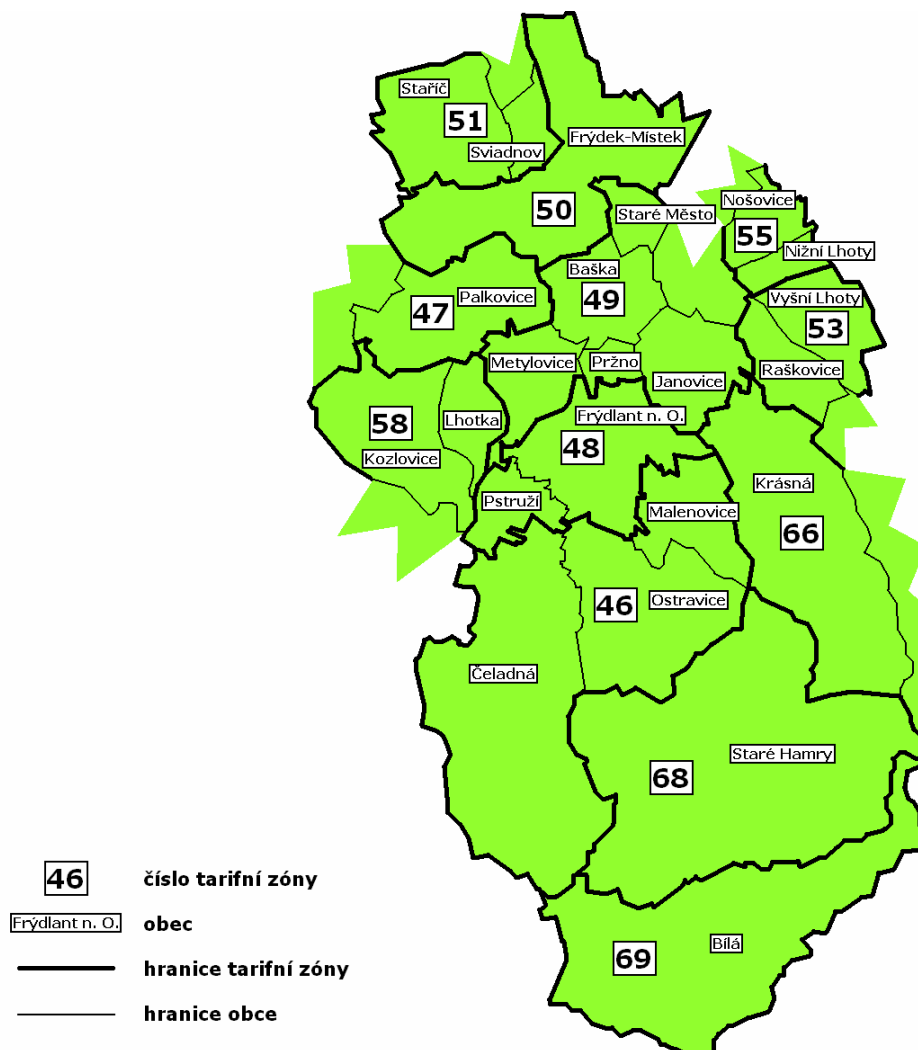 Staříč
51
Frýdek-Místek
Sviadnov
Nošovice
50
Staré Město
55
Nižní Lhoty
Baška
Palkovice
49
Vyšní Lhoty
47
53
Metylovice
Pržno
Raškovice
Janovice
Lhotka
Frýdlant n. O.
58
48
Kozlovice
Krásná
Pstruží
Malenovice
66
46
Ostravice
Čeladná
Staré Hamry
68
46 číslo tarifní zóny
Frýdlant n. O. obec
Bílá
69
hranice tarifní zóny
hranice obce